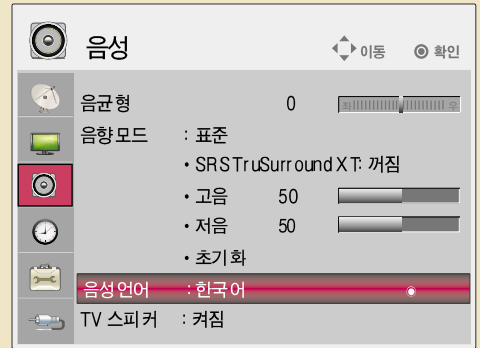 음성 이동 확인
음균형 0 좌 우
음향모드 : 표준
• SRS TruSurround XT: 꺼짐
• 고음 50
• 저음 50
• 초기화
음성언어 : 한국어
TV 스피커 : 켜짐